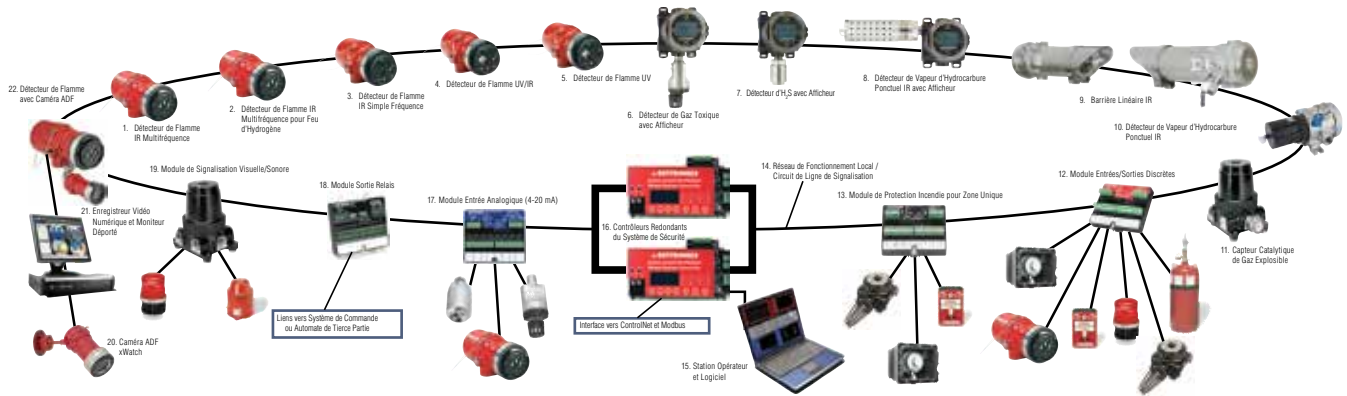 22. Détecteur de Flamme
avec Caméra ADF
1. Détecteur de Flamme
IR Multifréquence
2. Détecteur de Flamme IR
Multifréquence pour Feu
d'Hydrogène
3. Détecteur de Flamme
IR Simple Fréquence
4. Détecteur de Flamme UV/IR
5. Détecteur de Flamme UV
6. Détecteur de Gaz Toxique
avec Afficheur
7. Détecteur d'H2S avec Afficheur
8. Détecteur de Vapeur d'Hydrocarbure
Ponctuel IR avec Afficheur
9. Barrière Linéaire IR
10. Détecteur de Vapeur d'Hydrocarbure
Ponctuel IR
19. Module de Signalisation Visuelle/Sonore
18. Module Sortie Relais
17. Module Entrée Analogique (4-20 mA)
DET-TRONICS
16. Contrôleurs Redondants
du Système de Sécurité
DET-TRONICS
14. Réseau de Fonctionnement Local /
Circuit de Ligne de Signalisation
13. Module de Protection Incendie pour Zone Unique
12. Module Entrées/Sorties Discrètes
11. Capteur Catalytique
de Gaz Explosible
21. Enregistreur Vidéo
Numérique et Moniteur
Déporté
20. Caméra ADF
xWatch
Liens vers Système de Commande
ou Automate de Tierce Partie
Interface vers ControlNet et Modbus
15. Station Opérateur
et Logiciel